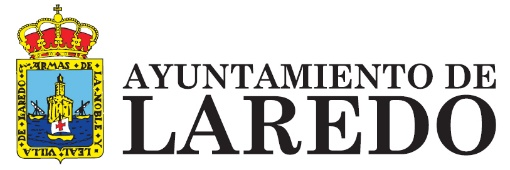 ARMAS DE LA NOBLE Y LEAL VILLA DE LAREDO
AYUNTAMIENTO DE
LAREDO